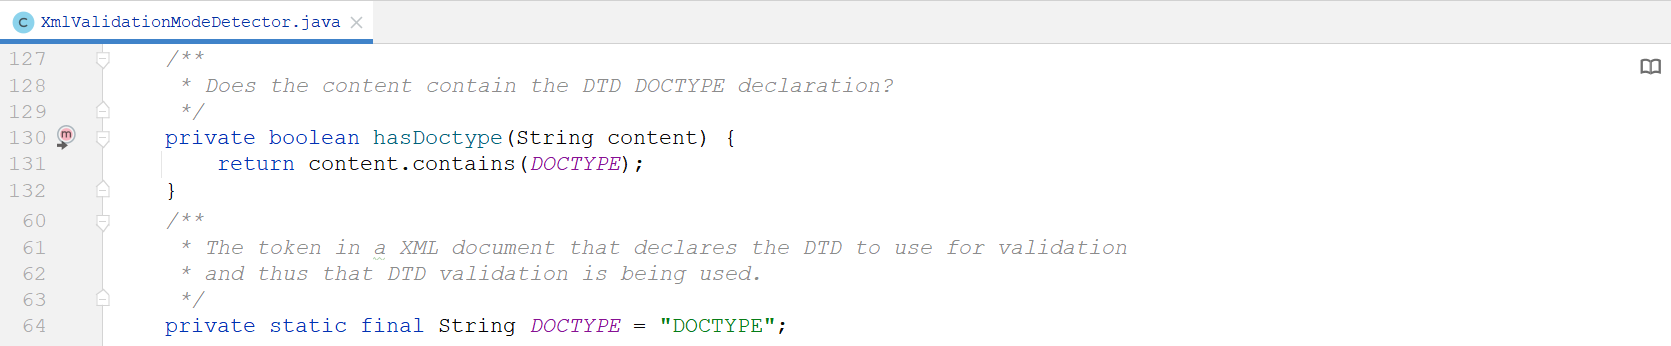 XmlValidationModeDetector.java
127 /**
128 * Does the content contain the DTD DOCTYPE declaration?
129 */
130 private boolean hasDoctype(String content) {
131 return content.contains(DOCTYPE);
132 }
60 /**
61 * The token in a XML document that declares the DTD to use for validation
62 * and thus that DTD validation is being used.
63 */
64 private static final String DOCTYPE = "DOCTYPE";